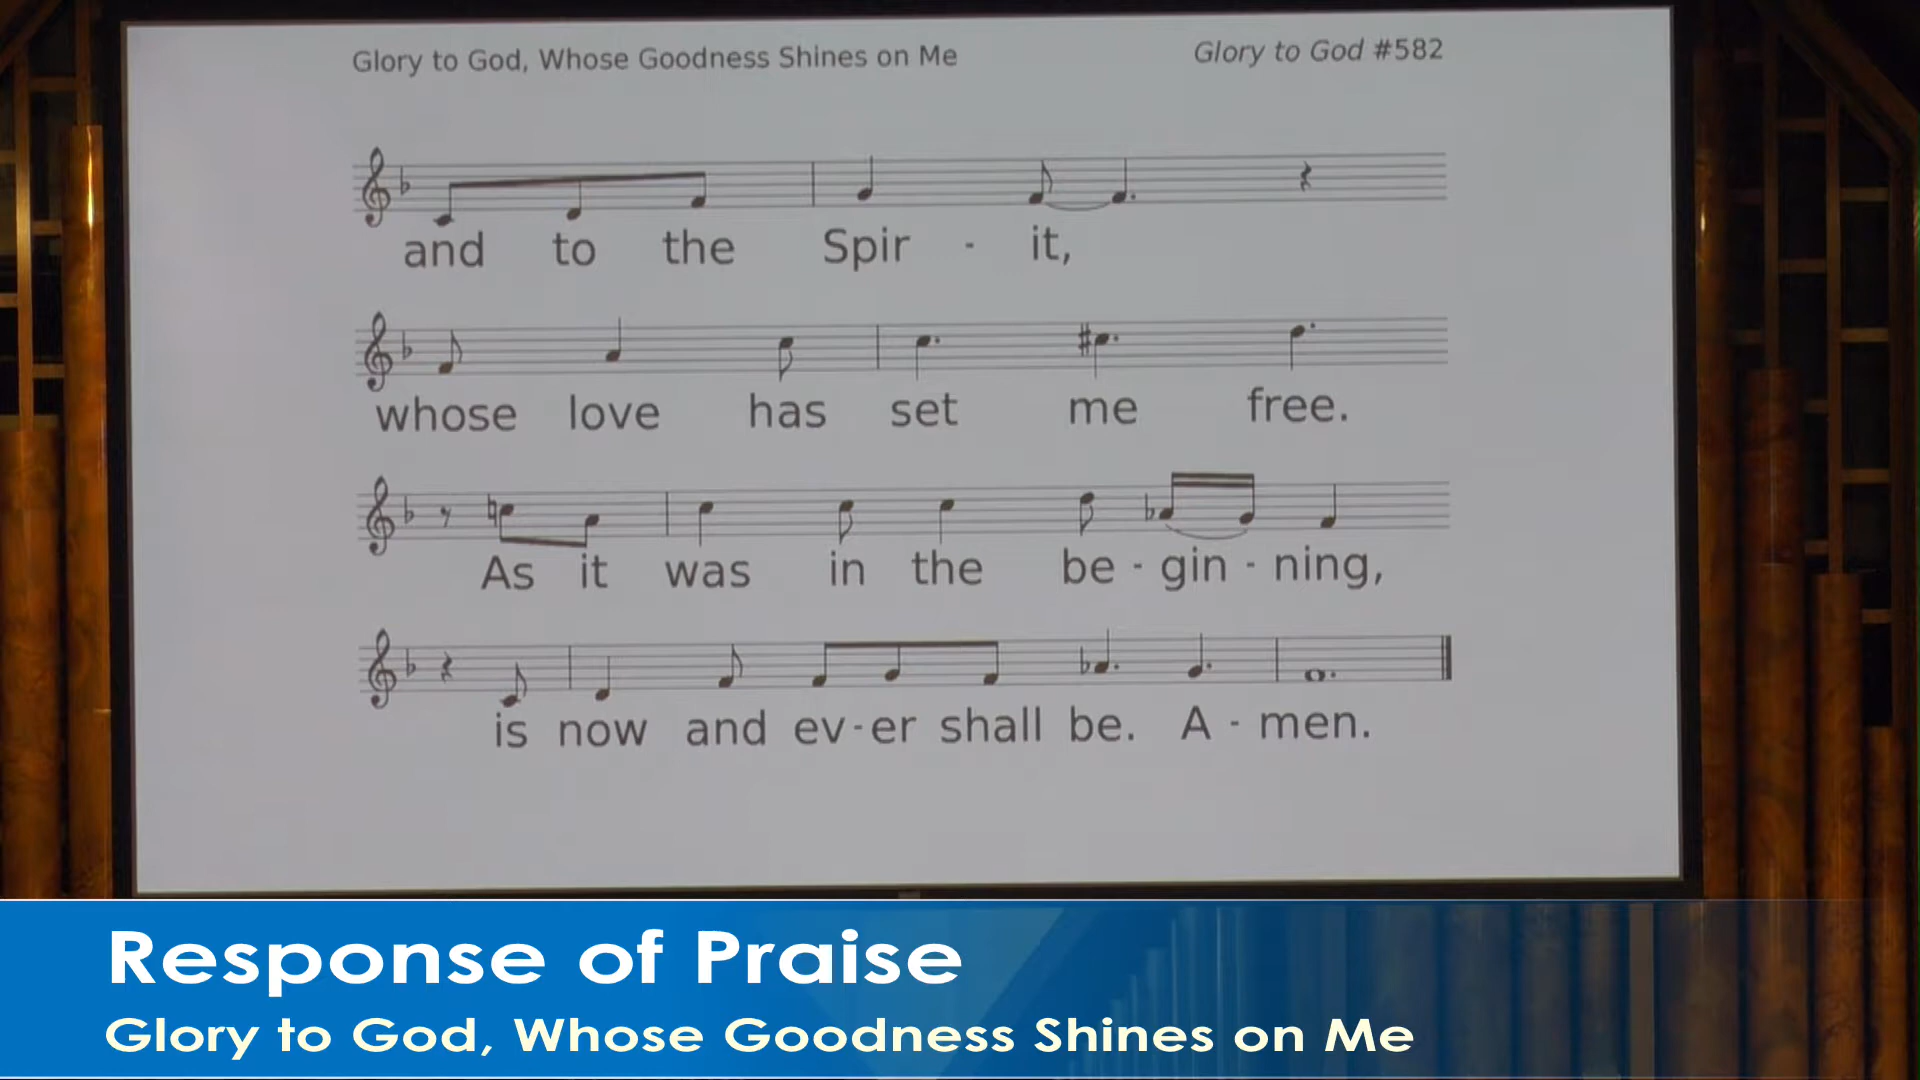 Glory to God, Whose Goodness Shines on Me
Glory to God #582
and to the Spir - it,
whose love has set me free.
As it was in the be - gin - ning,
is now and ev - er shall be. A - men.
Response of Praise
Glory to God, Whose Goodness Shines on Me